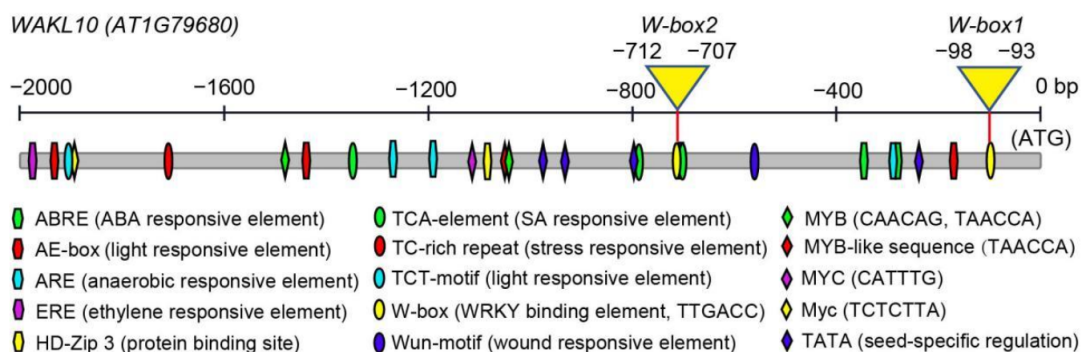 WAKL10 (AT1G79680)
W-box2
W-box1
−712 −707
−98 −93
−2000 −1600 −1200 −800 −400 0 bp
(ATG)
ABRE (ABA responsive element)
AE-box (light responsive element)
ARE (anaerobic responsive element)
ERE (ethylene responsive element)
HD-Zip 3 (protein binding site)
TCA-element (SA responsive element)
TC-rich repeat (stress responsive element)
TCT-motif (light responsive element)
W-box (WRKY binding element, TTGACC)
Wun-motif (wound responsive element)
MYB (CAACAG, TAACCA)
MYB-like sequence (TAACCA)
MYC (CATTTG)
Myc (TCTCTTA)
TATA (seed-specific regulation)